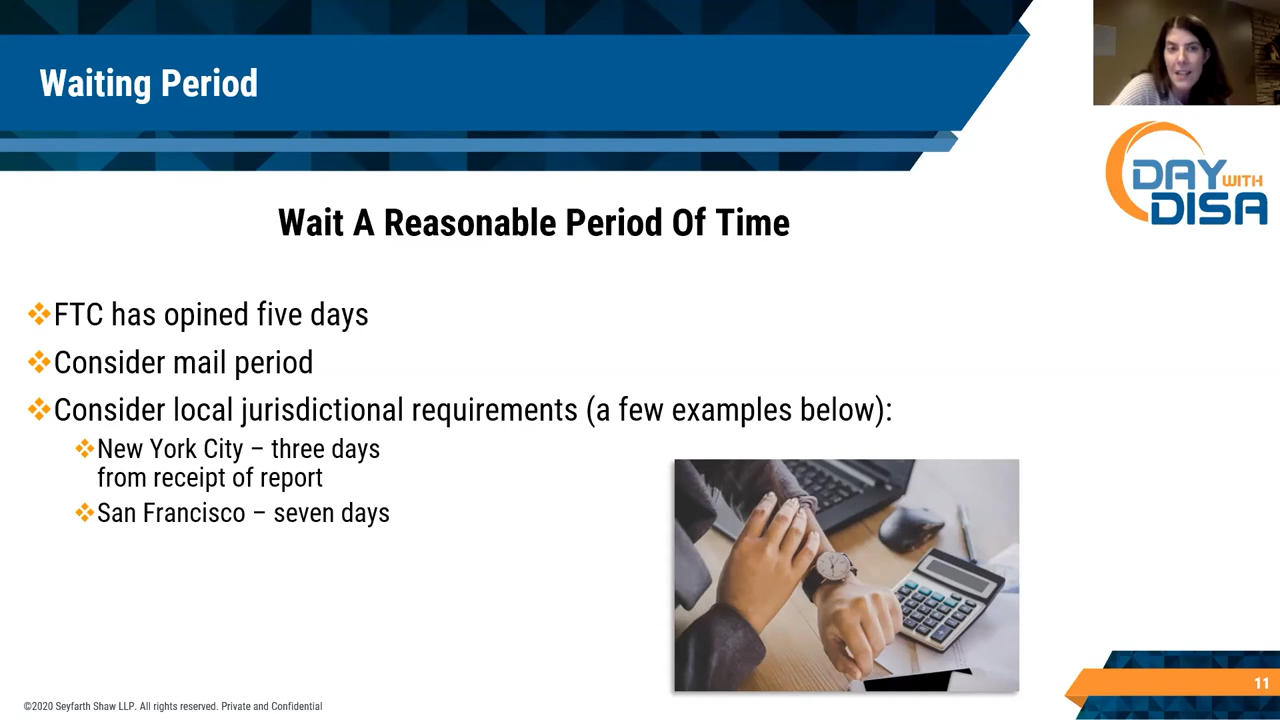 Waiting Period
DAY WITH
DISA
Wait A Reasonable Period Of Time
FTC has opined five days
Consider mail period
Consider local jurisdictional requirements (a few examples below):
New York City – three days
from receipt of report
San Francisco – seven days
11
©2020 Seyfarth Shaw LLP. All rights reserved. Private and Confidential